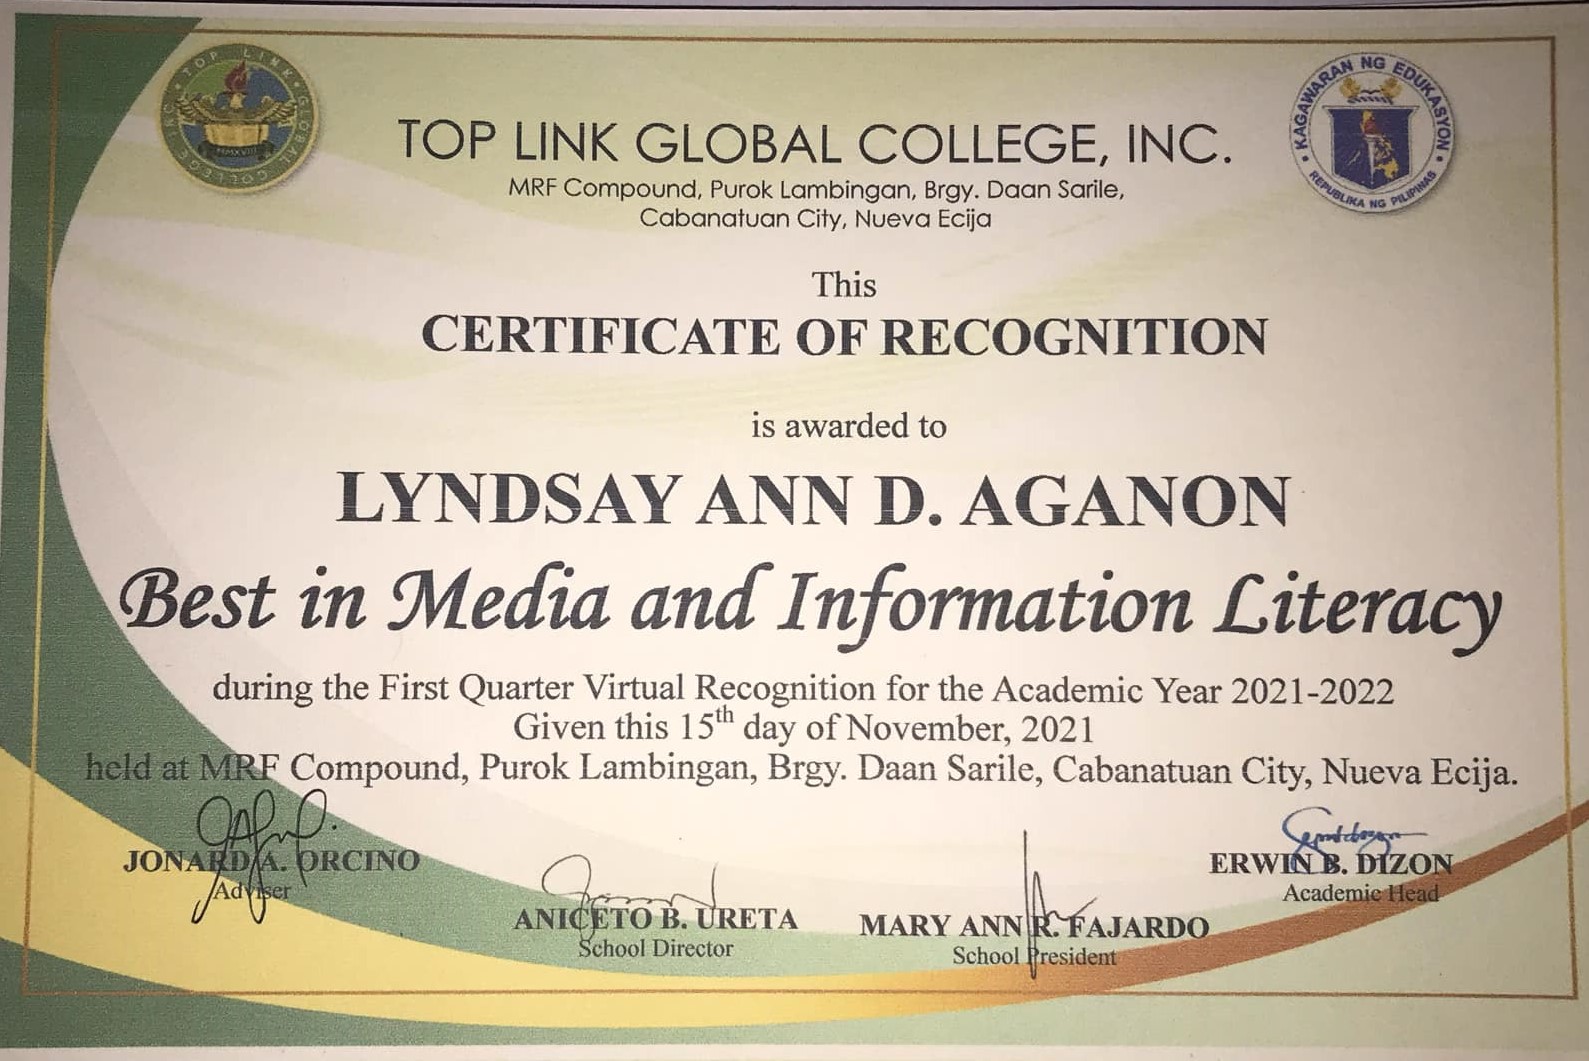 TOP LINK GLOBAL COLLEGE
MMXVIII
KAGAWARAN NG EDUKASYON
REPUBLIKA NG PILIPINAS
TOP LINK GLOBAL COLLEGE, INC.
MRF Compound, Purok Lambingan, Brgy. Daan Sarile,
Cabanatuan City, Nueva Ecija
This
CERTIFICATE OF RECOGNITION
is awarded to
LYNDSAY ANN D. AGANON
Best in Media and Information Literacy
during the First Quarter Virtual Recognition for the Academic Year 2021-2022
Given this 15th day of November, 2021
held at MRF Compound, Purok Lambingan, Brgy. Daan Sarile, Cabanatuan City, Nueva Ecija.
JONARD A. ORCINO
Adviser
ANICETO B. URETA
School Director
MARY ANN R. FAJARDO
School President
ERWIN B. DIZON
Academic Head